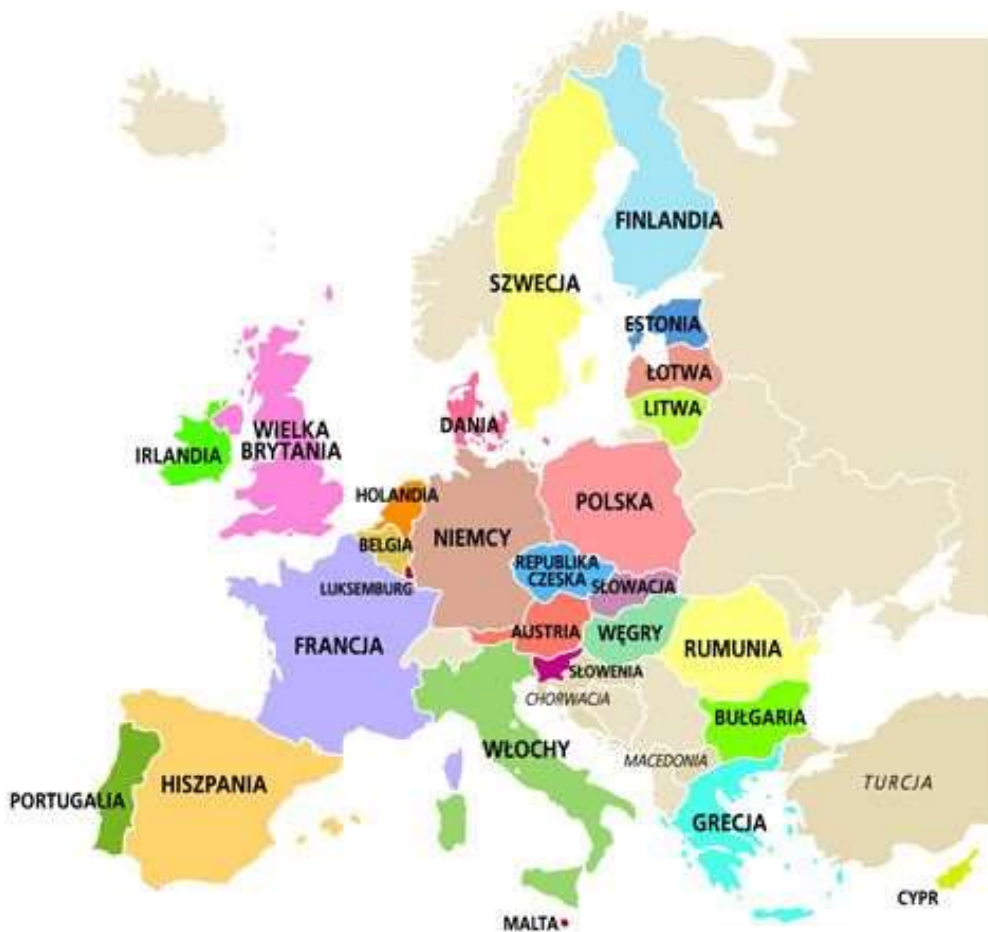 FINLANDIA
SZWECJA
ESTONIA
ŁOTWA
LITWA
DANIA
WIELKA
BRYTANIA
IRLANDIA
HOLANDIA
POLSKA
NIEMCY
BELGIA
REPUBLIKA
CZESKA
LUKSEMBURG
SŁOWACJA
FRANCJA
AUSTRIA
WĘGRY
RUMUNIA
SŁOWENIA
CHORWACJA
BUŁGARIA
WŁOCHY
MACEDONIA
HISZPANIA
TURCJA
PORTUGALIA
GRECJA
CYPR
MALTA